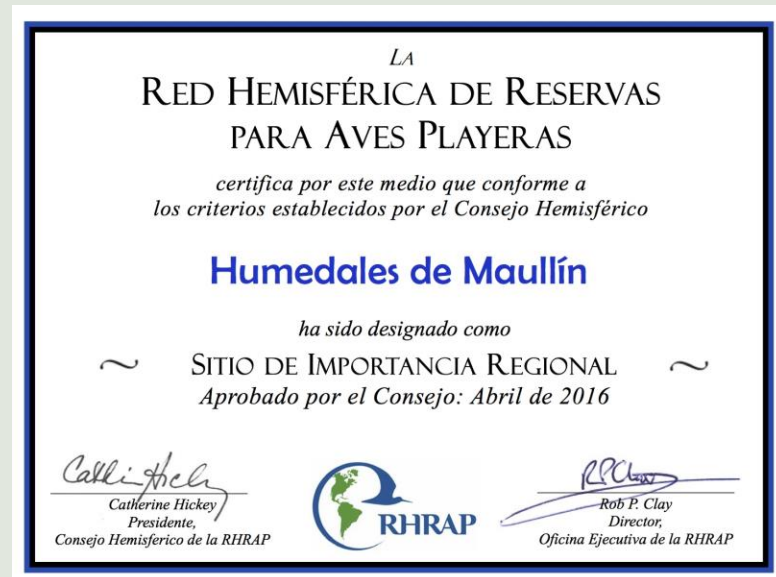 LA
RED HEMISFÉRICA DE RESERVAS
PARA AVES PLAYERAS
certifica por este medio que conforme a
los criterios establecidos por el Consejo Hemisférico
Humedales de Maullín
ha sido designado como
~ SITIO DE IMPORTANCIA REGIONAL ~
Aprobado por el Consejo: Abril de 2016
Catherine Hickey
Presidente,
Consejo Hemisferico de la RHRAP
RHRAP
Rob P. Clay
Director,
Oficina Ejecutiva de la RHRAP